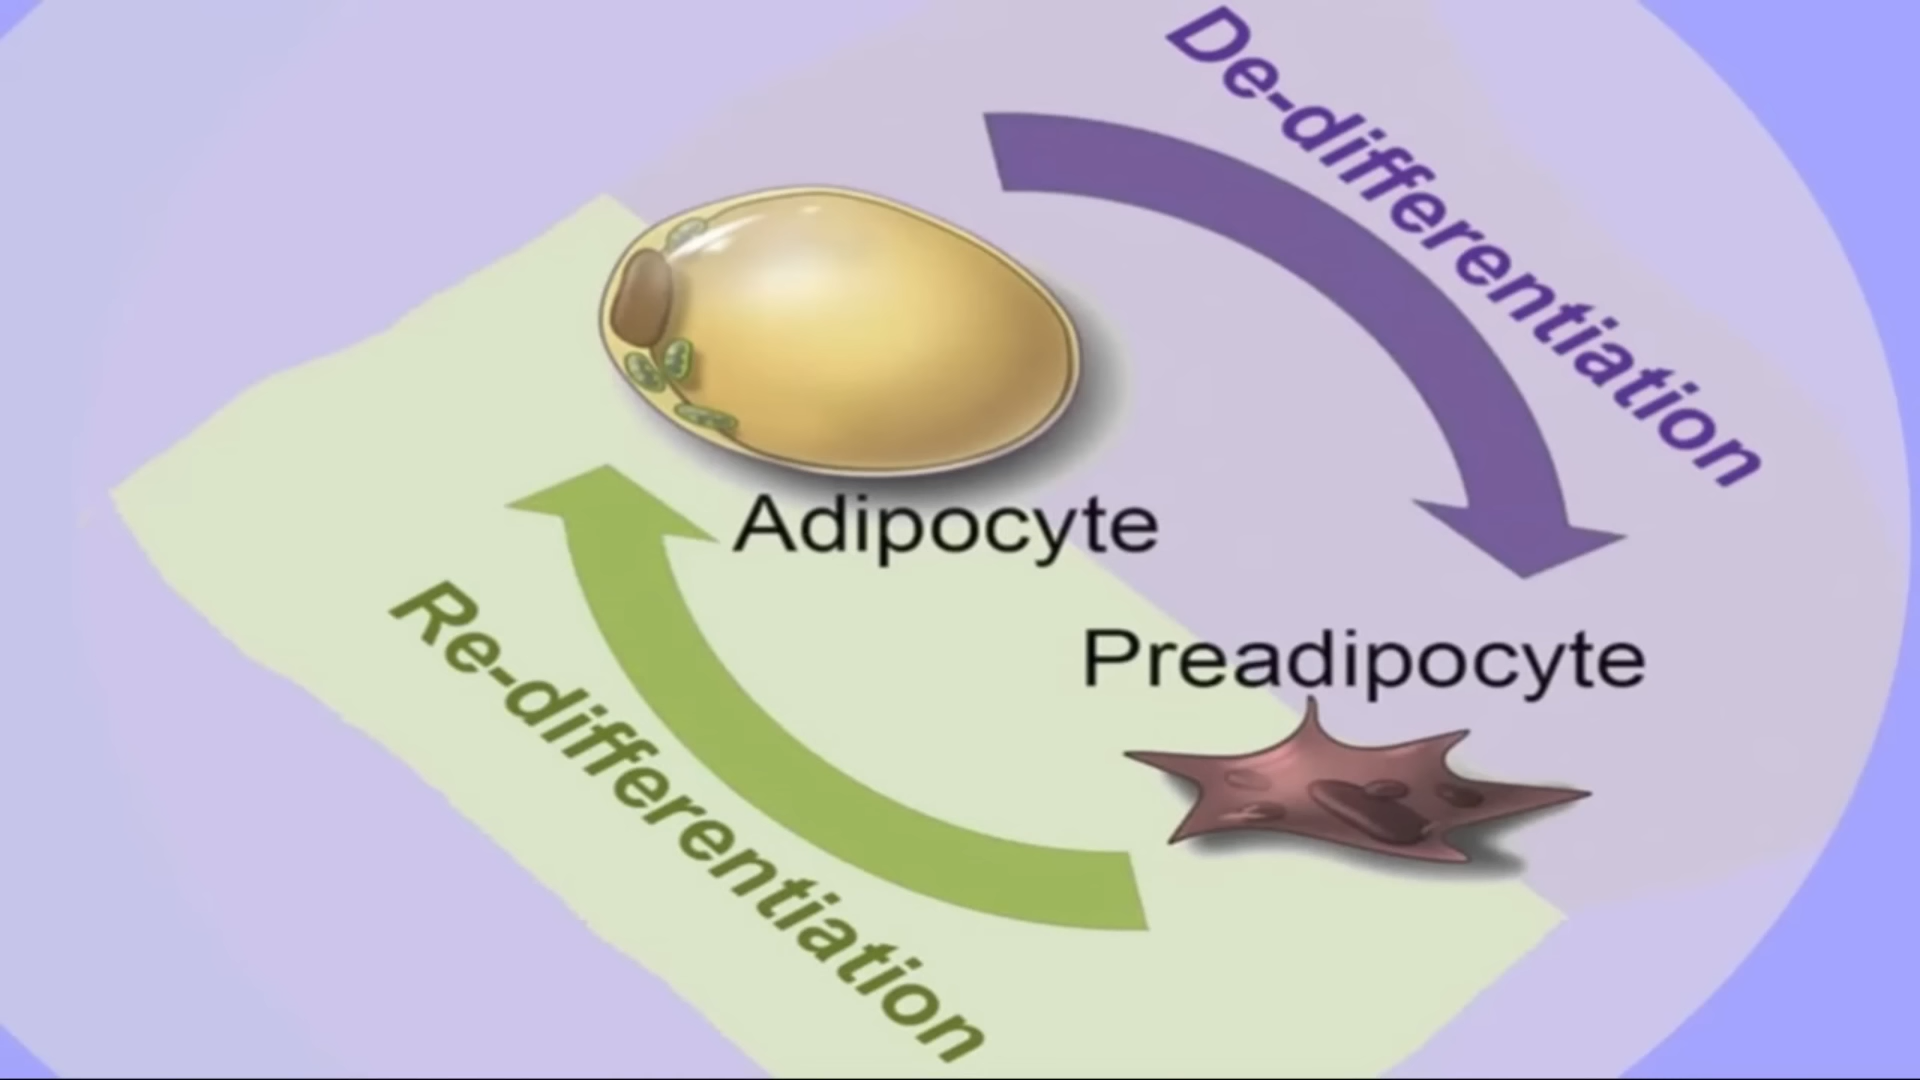 De-differentiation
Adipocyte
Preadipocyte
Re-differentiation